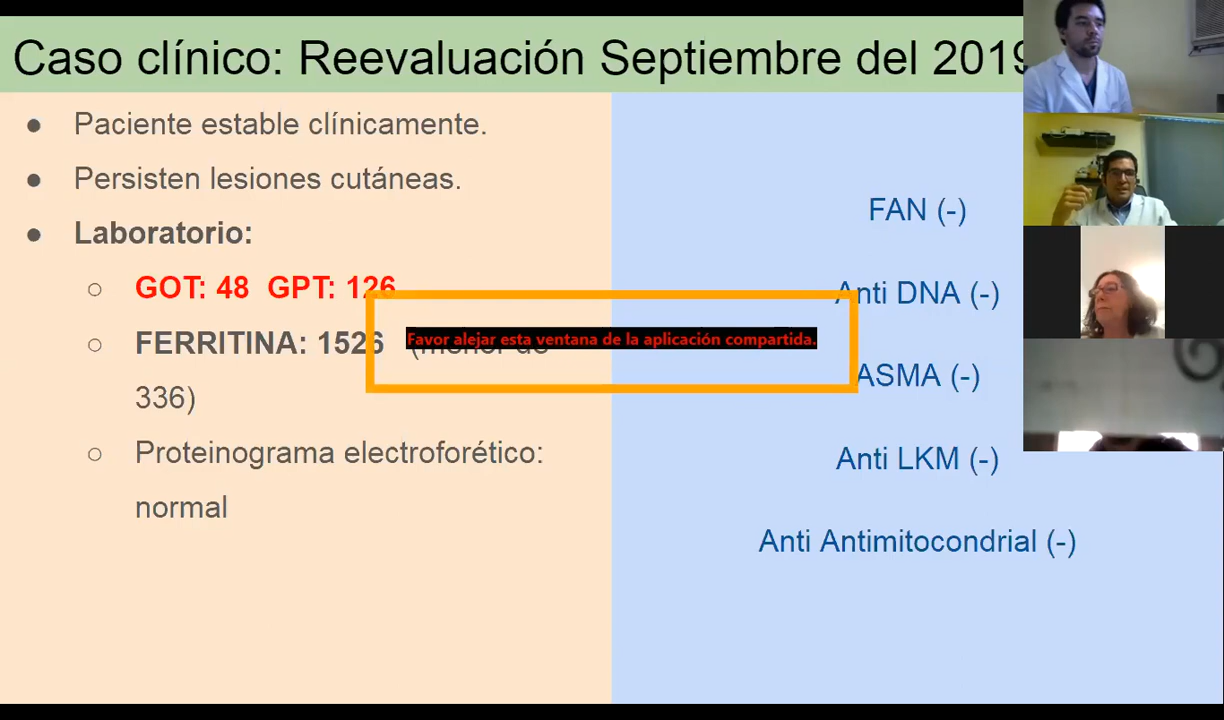 Caso clínico: Reevaluación Septiembre del 2019
● Paciente estable clínicamente.
● Persisten lesiones cutáneas.
● Laboratorio:
○ GOT: 48 GPT: 126
○ FERRITINA: 1526 (menor de
336)
○ Proteinograma electroforético:
normal
Favor alejar esta ventana de la aplicación compartida.
FAN (-)
Anti DNA (-)
ASMA (-)
Anti LKM (-)
Anti Antimitocondrial (-)